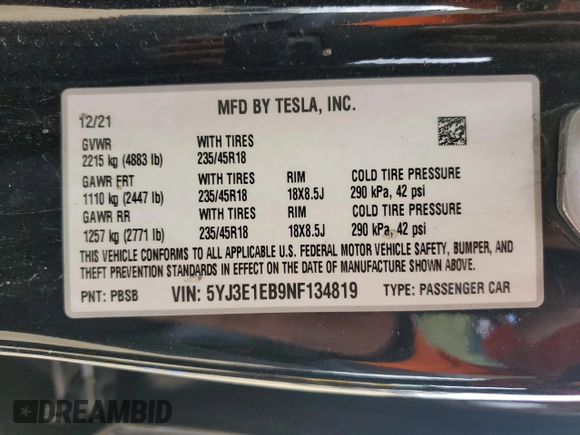 MFD BY TESLA, INC.
12/21
GVWR WITH TIRES
2215 kg (4883 lb) 235/45R18
GAWR FRT WITH TIRES RIM COLD TIRE PRESSURE
1110 kg (2447 lb) 235/45R18 18X8.5J 290 kPa, 42 psi
GAWR RR WITH TIRES RIM COLD TIRE PRESSURE
1257 kg (2771 lb) 235/45R18 18X8.5J 290 kPa, 42 psi
THIS VEHICLE CONFORMS TO ALL APPLICABLE U.S. FEDERAL MOTOR VEHICLE SAFETY, BUMPER, AND
THEFT PREVENTION STANDARDS IN EFFECT ON THE DATE OF MANUFACTURE SHOWN ABOVE.
PNT: PBSB VIN: 5YJ3E1EB9NF134819 TYPE: PASSENGER CAR
DREAMBID